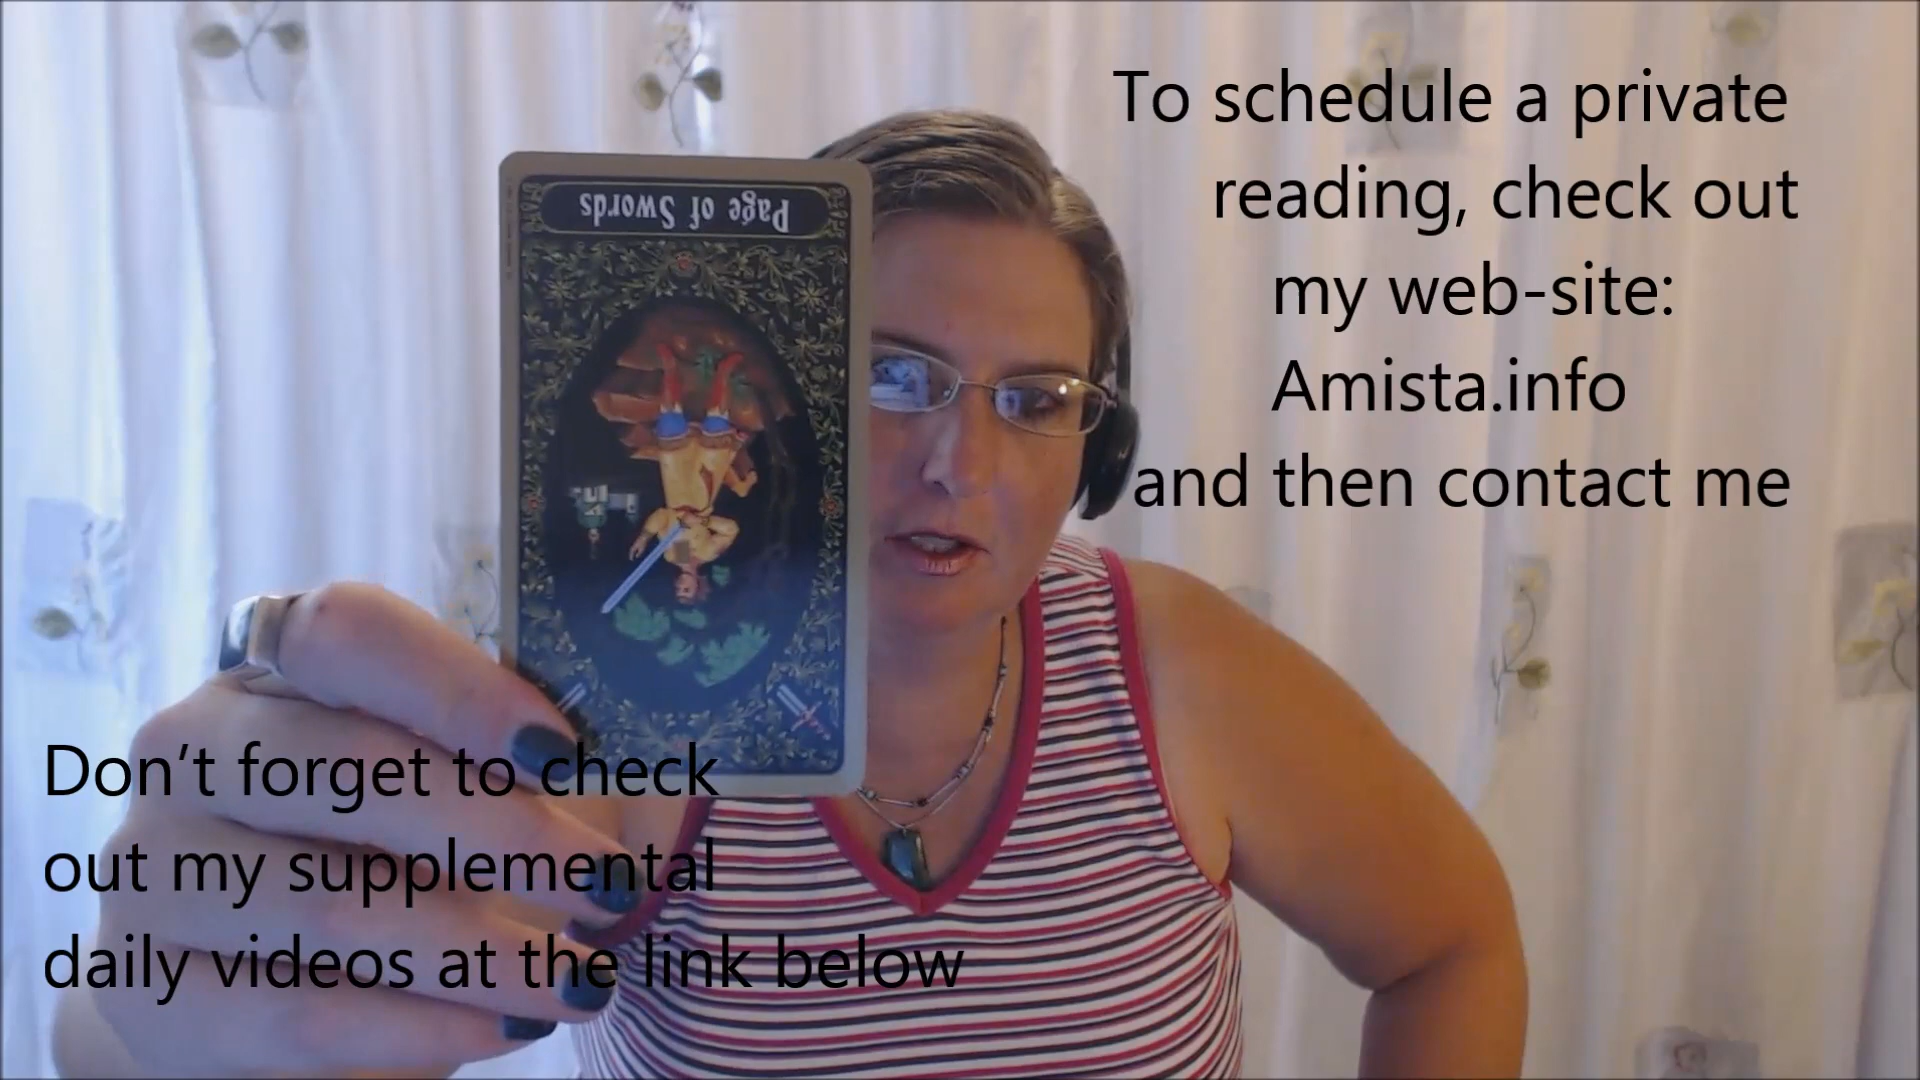 To schedule a private
reading, check out
my web-site:
Amista.info
and then contact me
Page of Swords
Don't forget to check
out my supplemental
daily videos at the link below